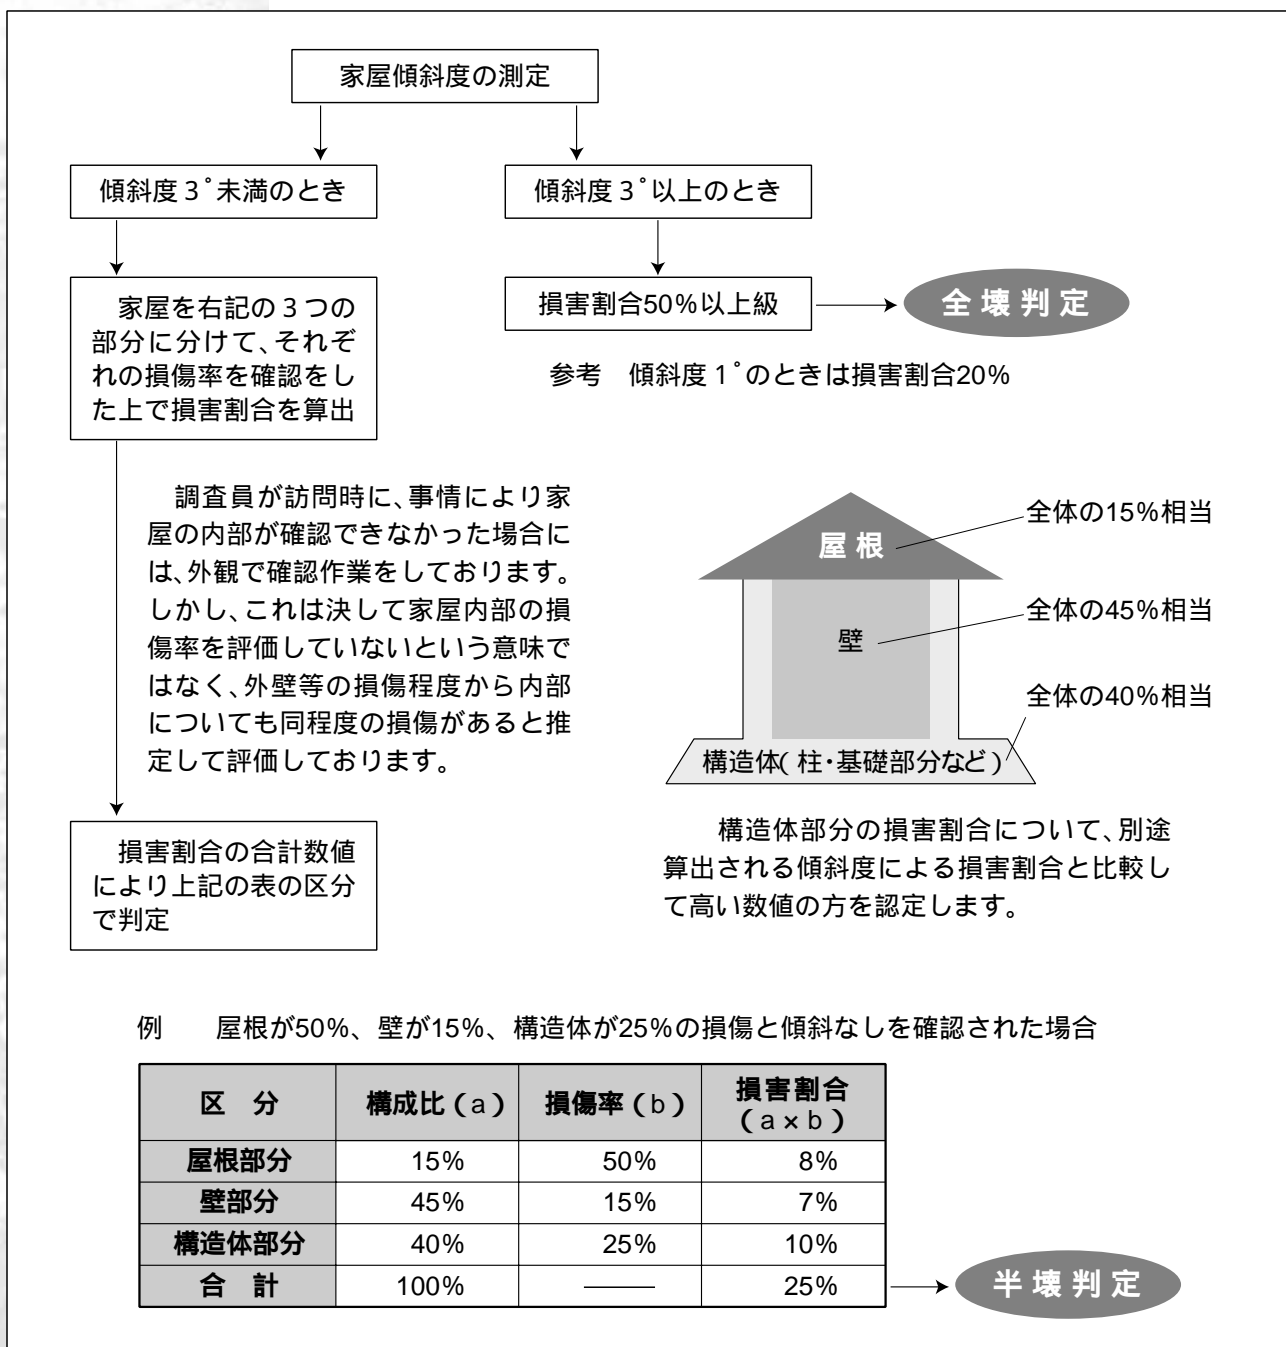 家屋傾斜度の測定
傾斜度3°未満のとき
傾斜度3°以上のとき
家屋を右記の3つの
部分に分けて、それぞ
れの損傷率を確認をし
た上で損害割合を算出
損害割合50%以上級
全壊判定
参考 傾斜度1°のときは損害割合20%
調査員が訪問時に、事情により家
屋の内部が確認できなかった場合に
は、外観で確認作業をしております。
しかし、これは決して家屋内部の損
傷率を評価していないという意味で
はなく、外壁等の損傷程度から内部
についても同程度の損傷があると推
定して評価しております。
屋根
全体の15%相当
壁
全体の45%相当
全体の40%相当
構造体(柱・基礎部分など)
構造体部分の損害割合について、別途
算出される傾斜度による損害割合と比較し
て高い数値の方を認定します。
損害割合の合計数値
により上記の表の区分
で判定
例 屋根が50%、壁が15%、構造体が25%の損傷と傾斜なしを確認された場合
区 分 構成比(a) 損傷率(b) 損害割合
(a×b)
屋根部分 15% 50% 8%
壁部分 45% 15% 7%
構造体部分 40% 25% 10%
合 計 100% ―― 25%
半壊判定